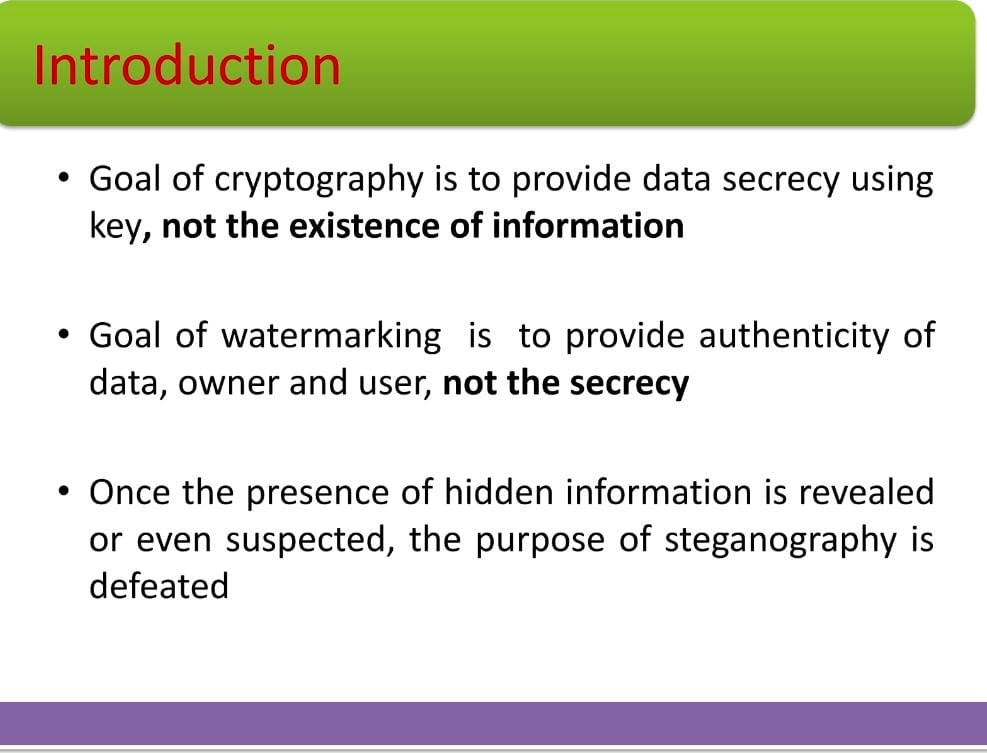 Introduction
• Goal of cryptography is to provide data secrecy using
key, not the existence of information
• Goal of watermarking is to provide authenticity of
data, owner and user, not the secrecy
• Once the presence of hidden information is revealed
or even suspected, the purpose of steganography is
defeated